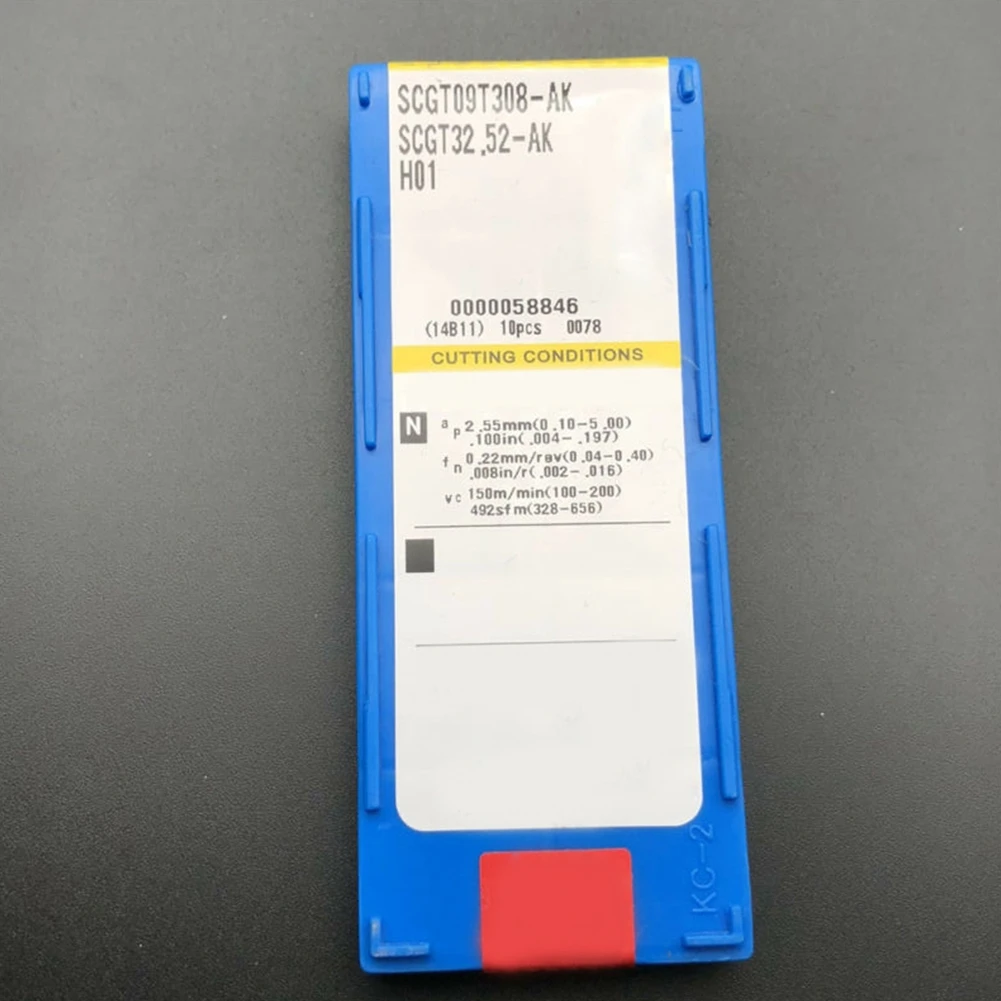 SCGT09T308-AK
SCGT32.52-AK
H01
0000058846
(14B11) 10pcs 0078
CUTTING CONDITIONS
N
ap 2.55mm(0.10-5.00)
.100in(.004-.197)
fn 0.22mm/rev(0.04-0.40)
.008in/r(.002-.016)
vc 150m/min(100-200)
492sfm(328-656)
KC-2